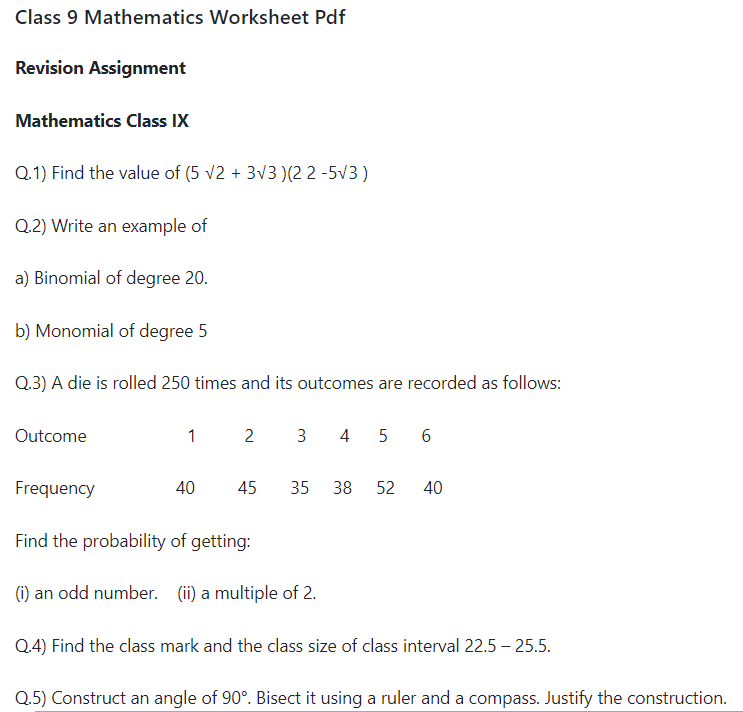 Class 9 Mathematics Worksheet Pdf
Revision Assignment
Mathematics Class IX
Q.1) Find the value of (5 √2 + 3√3 )(2 2 -5√3 )
Q.2) Write an example of
a) Binomial of degree 20.
b) Monomial of degree 5
Q.3) A die is rolled 250 times and its outcomes are recorded as follows:
Outcome 1 2 3 4 5 6
Frequency 40 45 35 38 52 40
Find the probability of getting:
(i) an odd number. (ii) a multiple of 2.
Q.4) Find the class mark and the class size of class interval 22.5 – 25.5.
Q.5) Construct an angle of 90°. Bisect it using a ruler and a compass. Justify the construction.